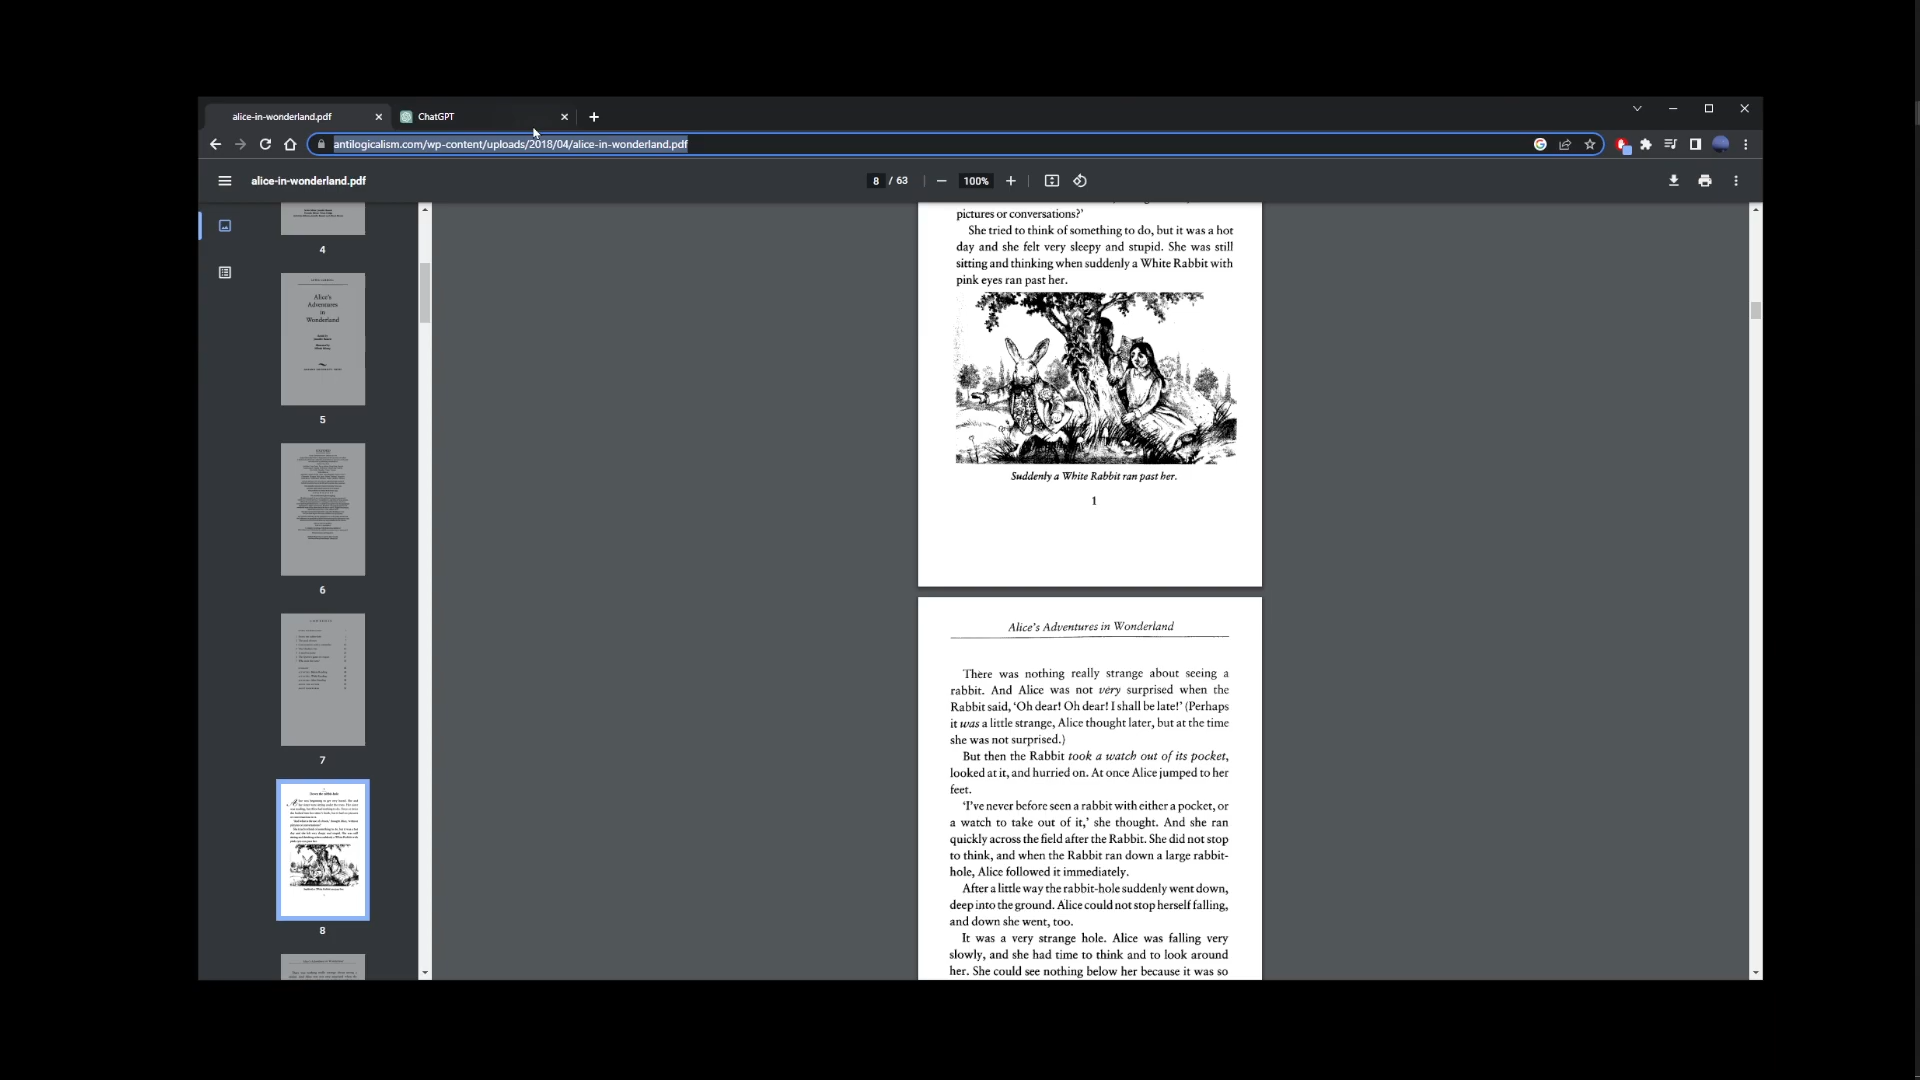 alice-in-wonderland.pdf
ChatGPT
antilogicalism.com/wp-content/uploads/2018/04/alice-in-wonderland.pdf
alice-in-wonderland.pdf
8 / 63
100%
4
Alice's
Adventures
in
Wonderland
5
6
7
8
pictures or conversations?'
She tried to think of something to do, but it was a hot
day and she felt very sleepy and stupid. She was still
sitting and thinking when suddenly a White Rabbit with
pink eyes ran past her.
Suddenly a White Rabbit ran past her.
1
Alice's Adventures in Wonderland
There was nothing really strange about seeing a
rabbit. And Alice was not very surprised when the
Rabbit said, 'Oh dear! Oh dear! I shall be late!' (Perhaps
it was a little strange, Alice thought later, but at the time
she was not surprised.)
But then the Rabbit took a watch out of its pocket,
looked at it, and hurried on. At once Alice jumped to her
feet.
'I've never before seen a rabbit with either a pocket, or
a watch to take out of it,' she thought. And she ran
quickly across the field after the Rabbit. She did not stop
to think, and when the Rabbit ran down a large rabbit-
hole, Alice followed it immediately.
After a little way the rabbit-hole suddenly went down,
deep into the ground. Alice could not stop herself falling,
and down she went, too.
It was a very strange hole. Alice was falling very
slowly, and she had time to think and to look around
her. She could see nothing below her because it was so